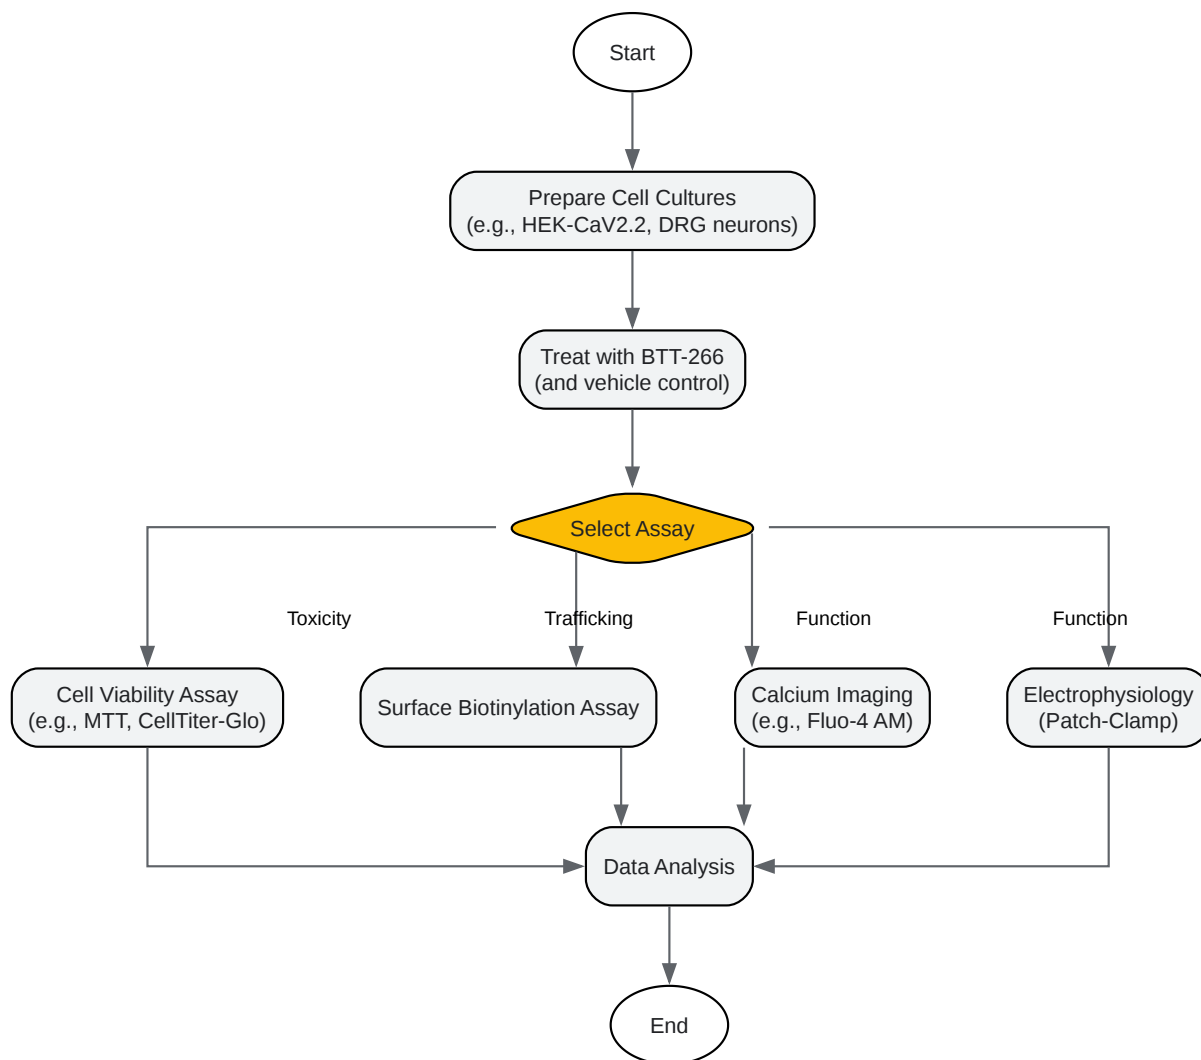 Start
Prepare Cell Cultures
(e.g., HEK-CaV2.2, DRG neurons)
Treat with BTT-266
(and vehicle control)
Select Assay
Toxicity
Trafficking
Function
Function
Cell Viability Assay
(e.g., MTT, CellTiter-Glo)
Surface Biotinylation Assay
Calcium Imaging
(e.g., Fluo-4 AM)
Electrophysiology
(Patch-Clamp)
Data Analysis
End